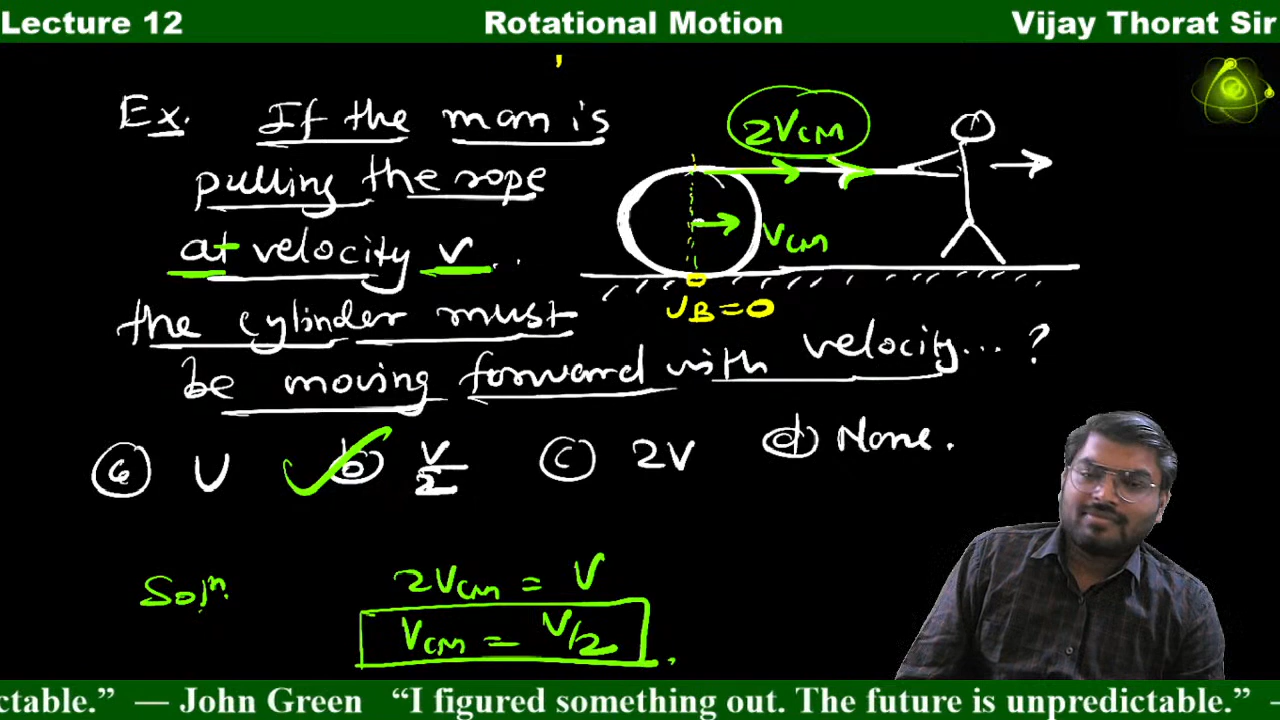 Lecture 12
Rotational Motion
Vijay Thorat Sir
Ex. If the man is
pulling the rope
at velocity v ..
the cylinder must
be moving forward with velocity... ?
2VCM
VCM
VB = 0
a v b v/2 c 2v d None.
Soln.
2VCM = V
VCM = V/2.
ctable.” — John Green “I figured something out. The future is unpredictable.” —